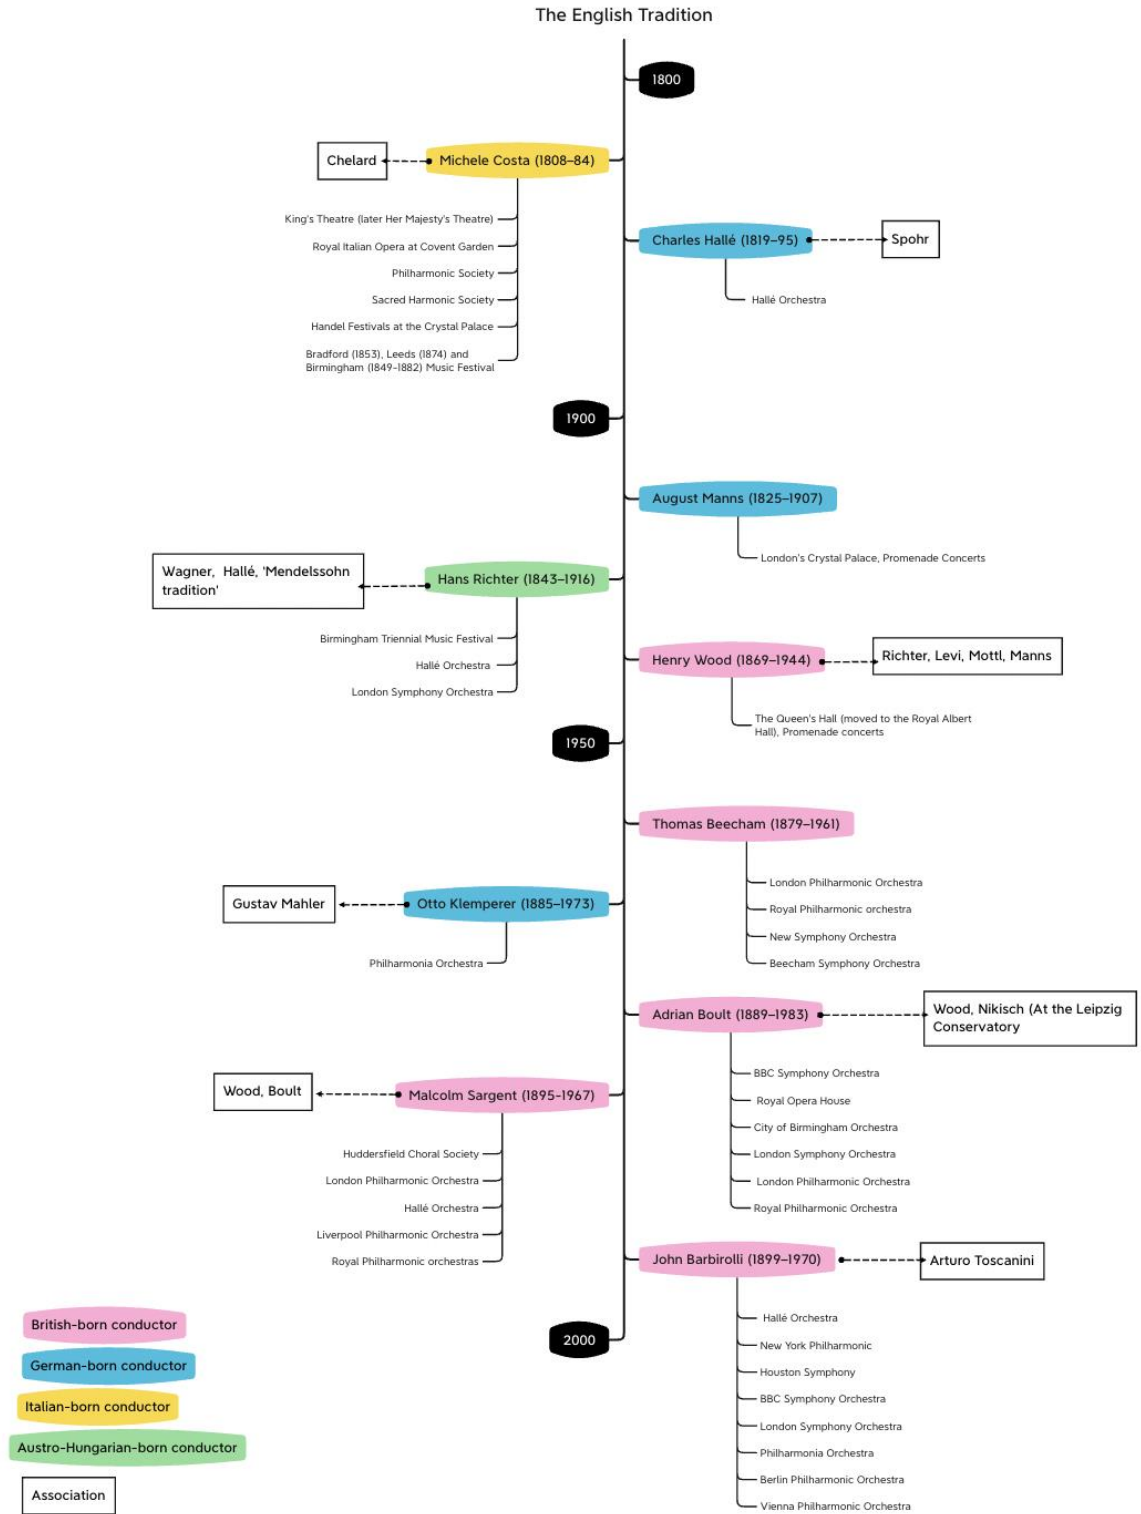 The English Tradition
1800
Chelard
Michele Costa (1808–84)
King's Theatre (later Her Majesty's Theatre)
Royal Italian Opera at Covent Garden
Philharmonic Society
Sacred Harmonic Society
Handel Festivals at the Crystal Palace
Bradford (1853), Leeds (1874) and
Birmingham (1849–1882) Music Festival
Charles Hallé (1819–95)
Spohr
Hallé Orchestra
1900
August Manns (1825–1907)
London's Crystal Palace, Promenade Concerts
Wagner, Hallé, 'Mendelssohn
tradition'
Hans Richter (1843–1916)
Birmingham Triennial Music Festival
Hallé Orchestra
London Symphony Orchestra
Henry Wood (1869–1944)
Richter, Levi, Mottl, Manns
The Queen's Hall (moved to the Royal Albert
Hall), Promenade concerts
1950
Thomas Beecham (1879–1961)
London Philharmonic Orchestra
Royal Philharmonic orchestra
New Symphony Orchestra
Beecham Symphony Orchestra
Gustav Mahler
Otto Klemperer (1885–1973)
Philharmonia Orchestra
Adrian Boult (1889–1983)
Wood, Nikisch (At the Leipzig
Conservatory
BBC Symphony Orchestra
Royal Opera House
City of Birmingham Orchestra
London Symphony Orchestra
London Philharmonic Orchestra
Royal Philharmonic Orchestra
Wood, Boult
Malcolm Sargent (1895-1967)
Huddersfield Choral Society
London Philharmonic Orchestra
Hallé Orchestra
Liverpool Philharmonic Orchestra
Royal Philharmonic orchestras
John Barbirolli (1899–1970)
Arturo Toscanini
Hallé Orchestra
New York Philharmonic
Houston Symphony
BBC Symphony Orchestra
London Symphony Orchestra
Philharmonia Orchestra
Berlin Philharmonic Orchestra
Vienna Philharmonic Orchestra
2000
British-born conductor
German-born conductor
Italian-born conductor
Austro-Hungarian-born conductor
Association